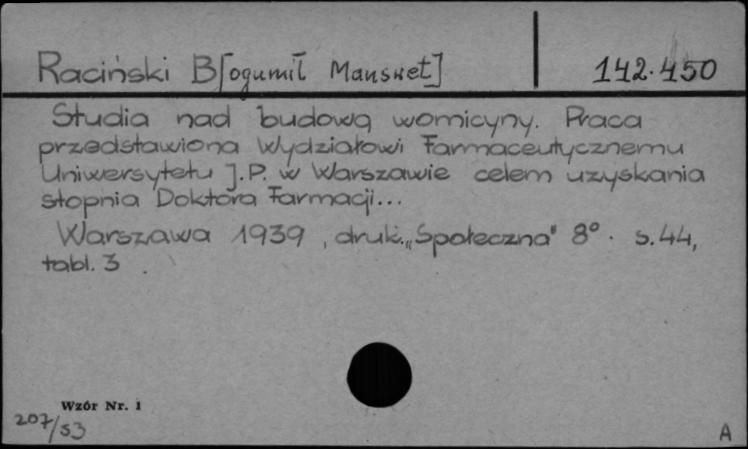 Raciński B[ogumił Manswet]
142.450
Studia nad budową womicyny. Praca
przedstawiona Wydziałowi Farmaceutycznemu
Uniwersytetu J.P. w Warszawie celem uzyskania
stopnia Doktora Farmacji...
Warszawa 1939, druk. „Społeczna" 8°. s. 44,
tabl. 3.
Wzór Nr. 1
207/53
A